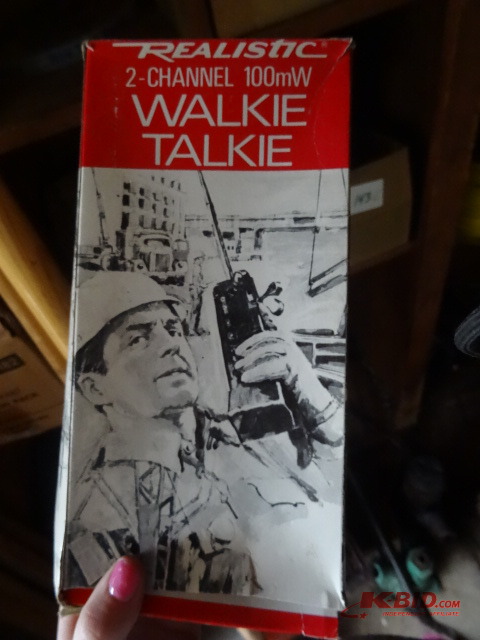 REALISTIC
2-CHANNEL 100mW
WALKIE
TALKIE
K-BID.COM